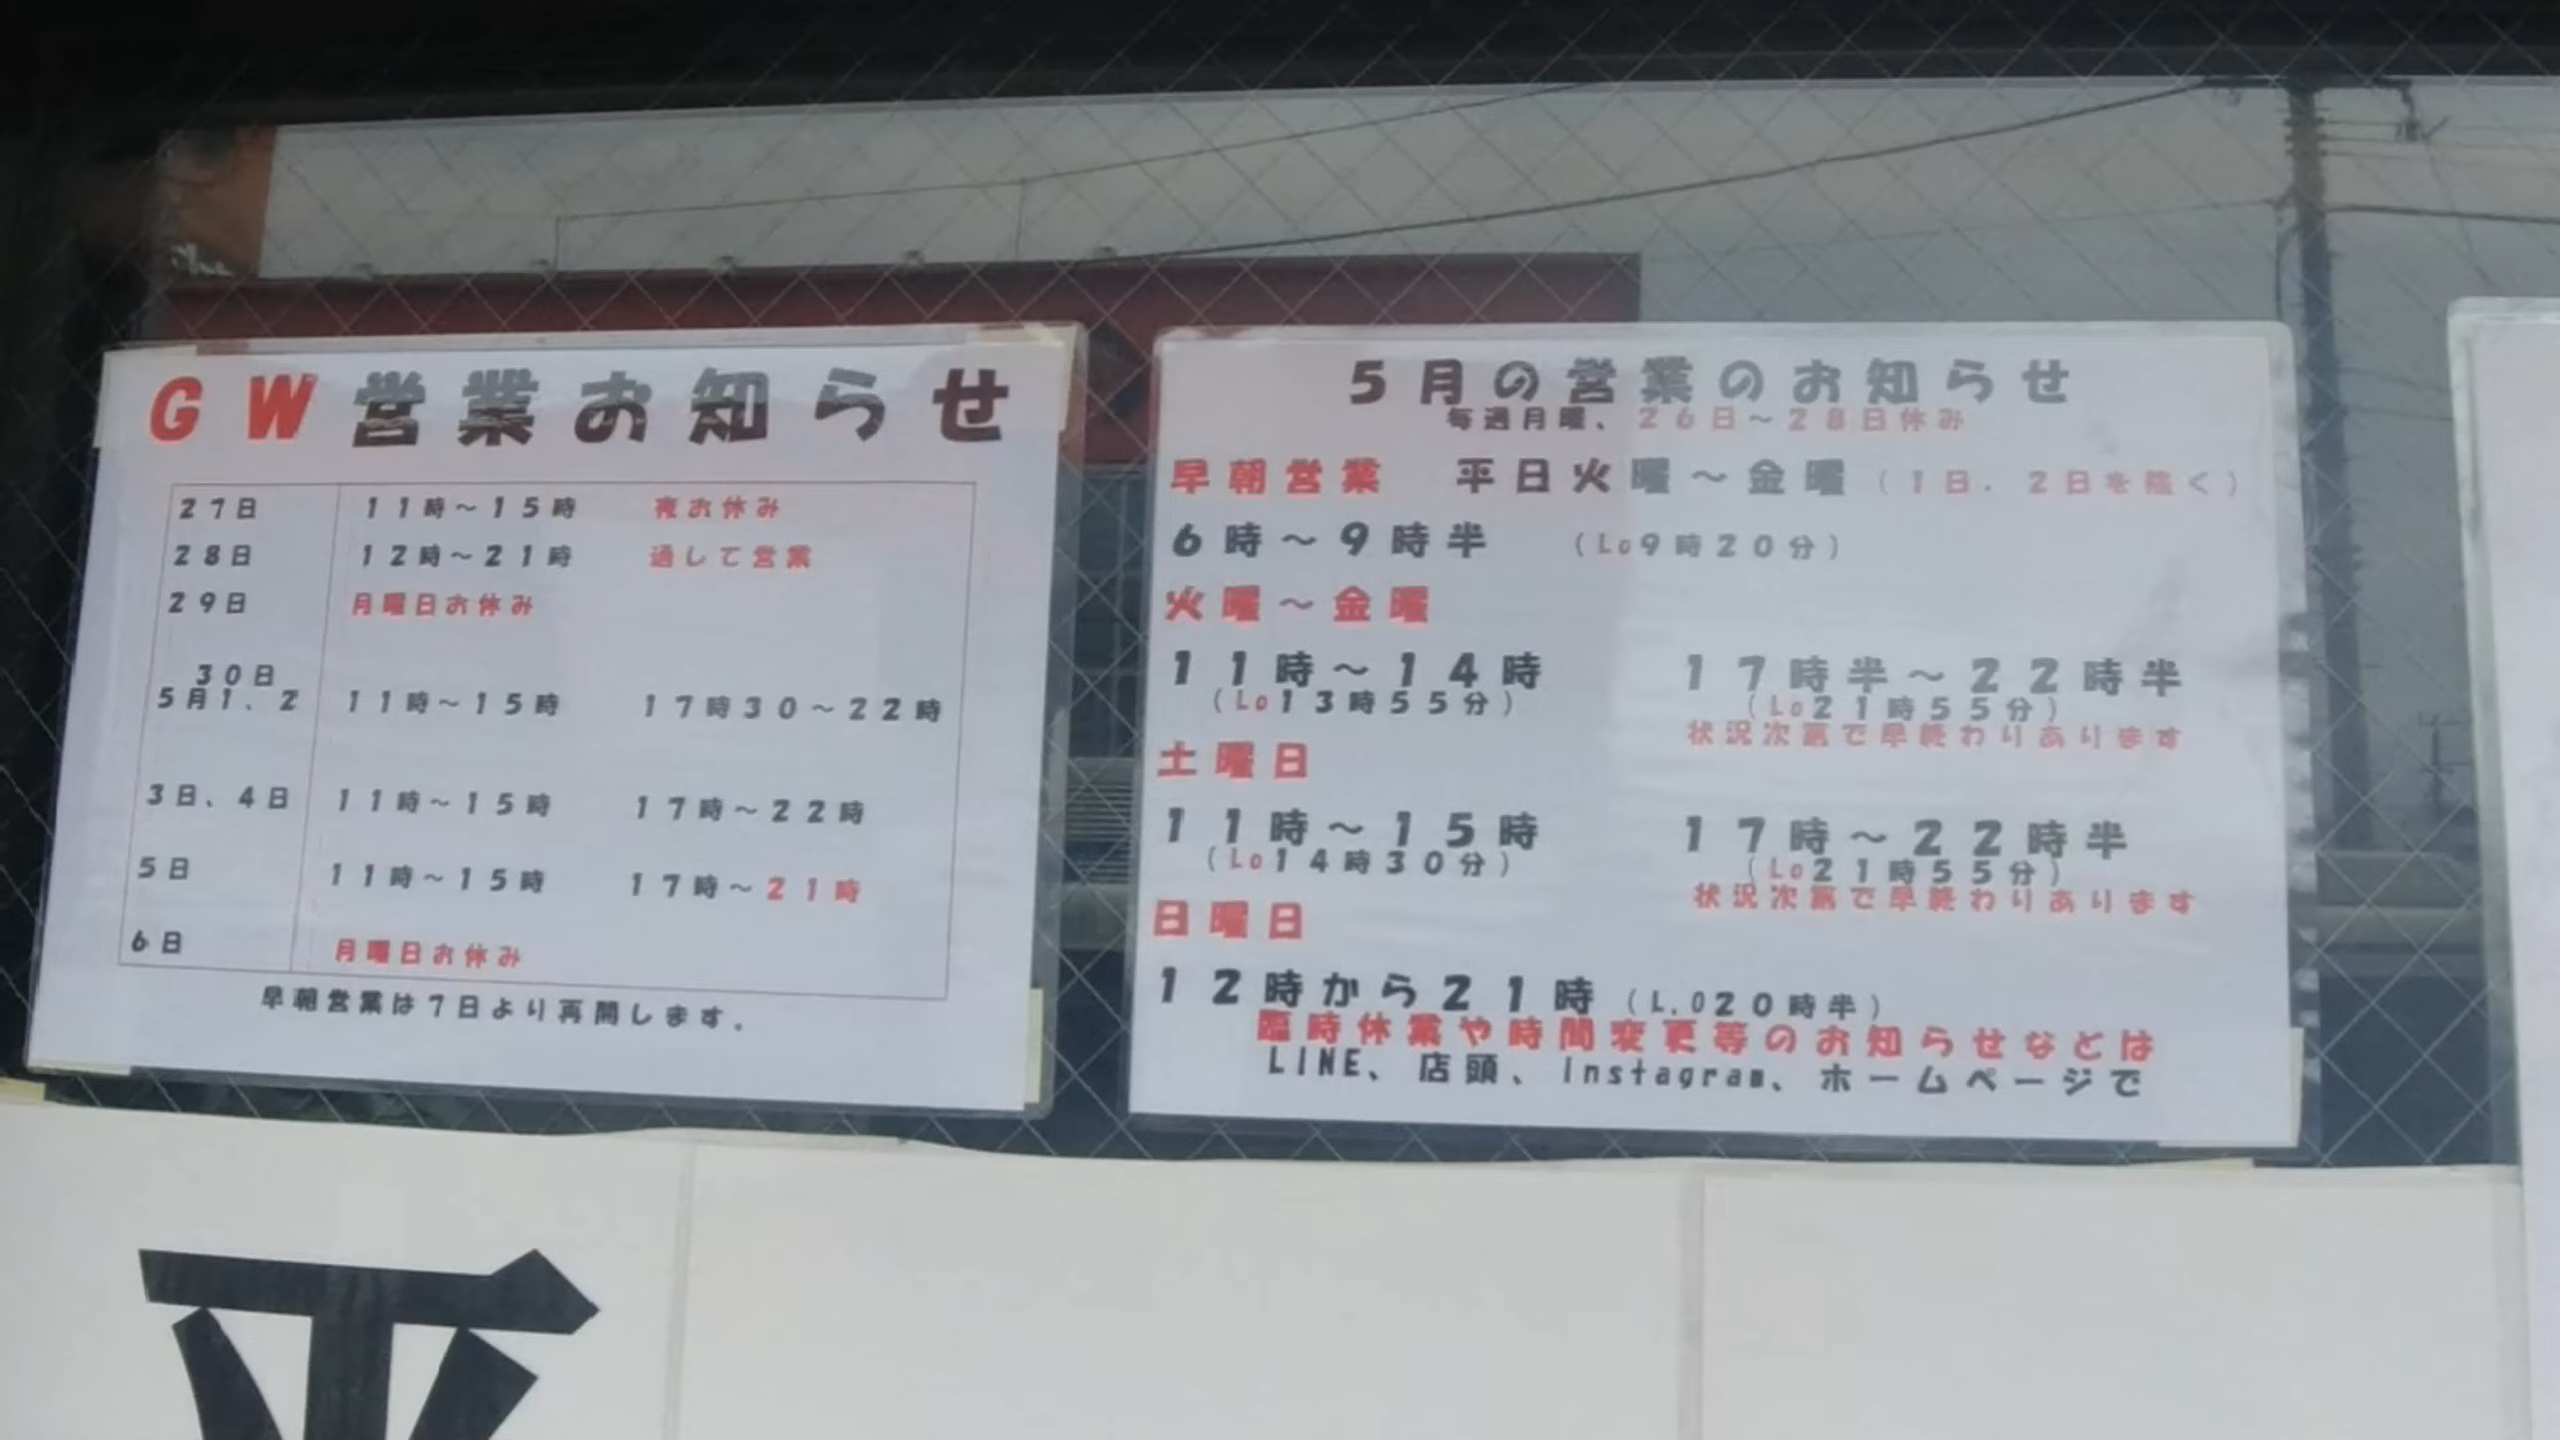 GW営業お知らせ
27日 11時～15時 夜お休み
28日 12時～21時 通して営業
29日 月曜日お休み
30日
5月1、2 11時～15時 17時30～22時
3日、4日 11時～15時 17時～22時
5日 11時～15時 17時～21時
6日 月曜日お休み
早朝営業は7日より再開します。
5月の営業のお知らせ
毎週月曜、26日～28日休み
早朝営業 平日火曜～金曜(1日、2日を除く)
6時～9時半 (Lo9時20分)
火曜～金曜
11時～14時 17時半～22時半
(Lo13時55分) (Lo21時55分)
状況次第で早終わりあります
土曜日
11時～15時 17時～22時半
(Lo14時30分) (Lo21時55分)
状況次第で早終わりあります
日曜日
12時から21時(L.O20時半)
臨時休業や時間変更等のお知らせなどは
LINE、店頭、Instagram、ホームページで